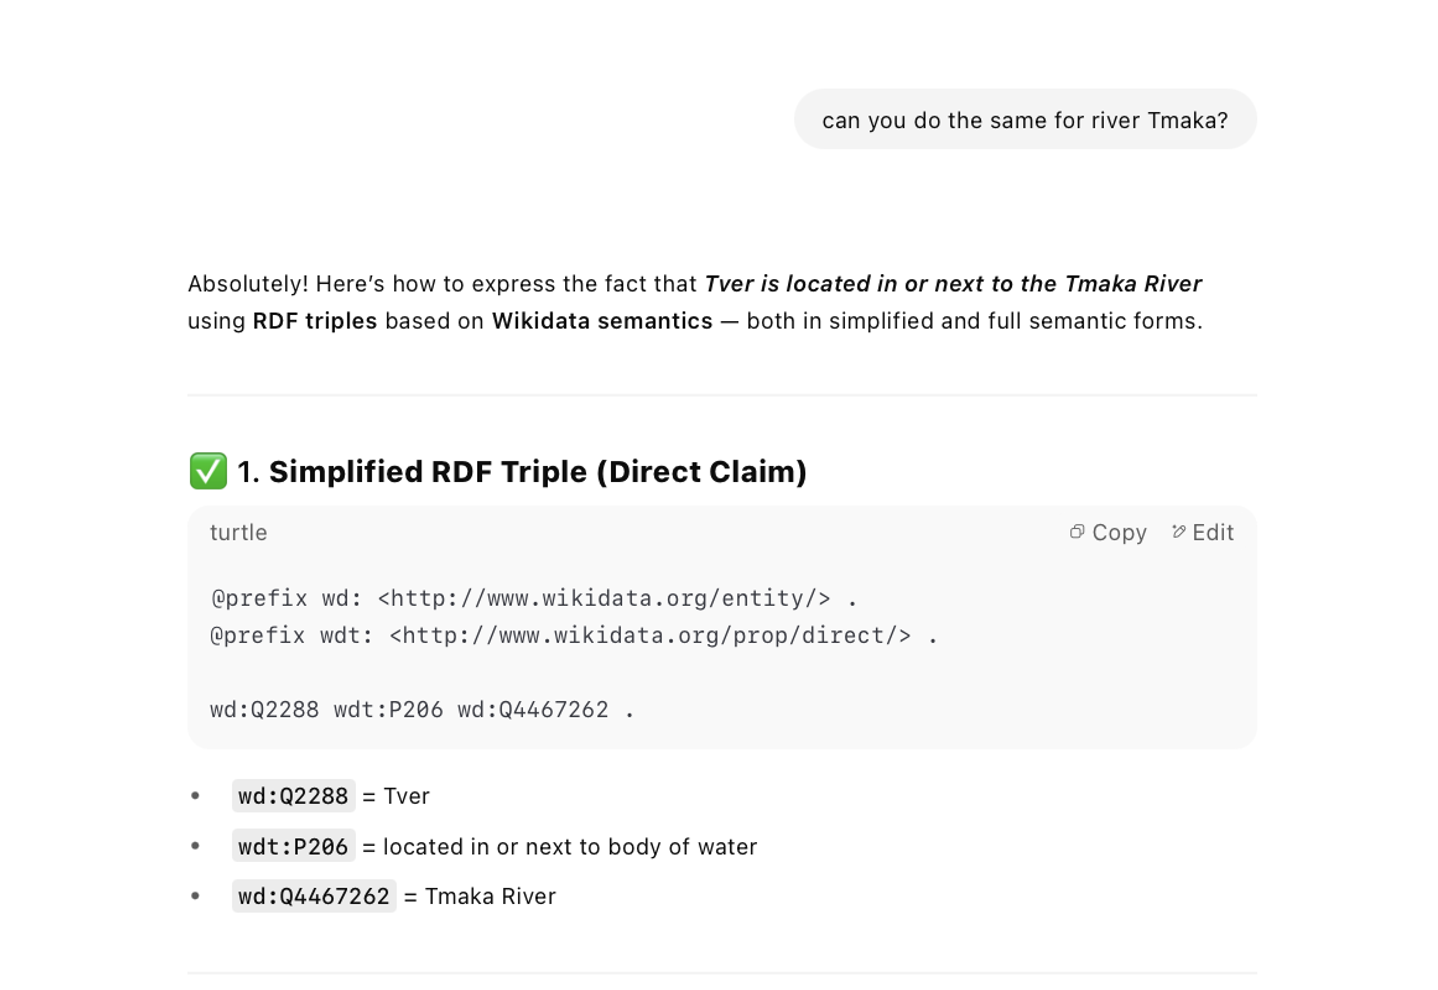 can you do the same for river Tmaka?
Absolutely! Here’s how to express the fact that Tver is located in or next to the Tmaka River
using RDF triples based on Wikidata semantics — both in simplified and full semantic forms.
✅ 1. Simplified RDF Triple (Direct Claim)
turtle Copy Edit
@prefix wd: <http://www.wikidata.org/entity/> .
@prefix wdt: <http://www.wikidata.org/prop/direct/> .
wd:Q2288 wdt:P206 wd:Q4467262 .
• wd:Q2288 = Tver
• wdt:P206 = located in or next to body of water
• wd:Q4467262 = Tmaka River